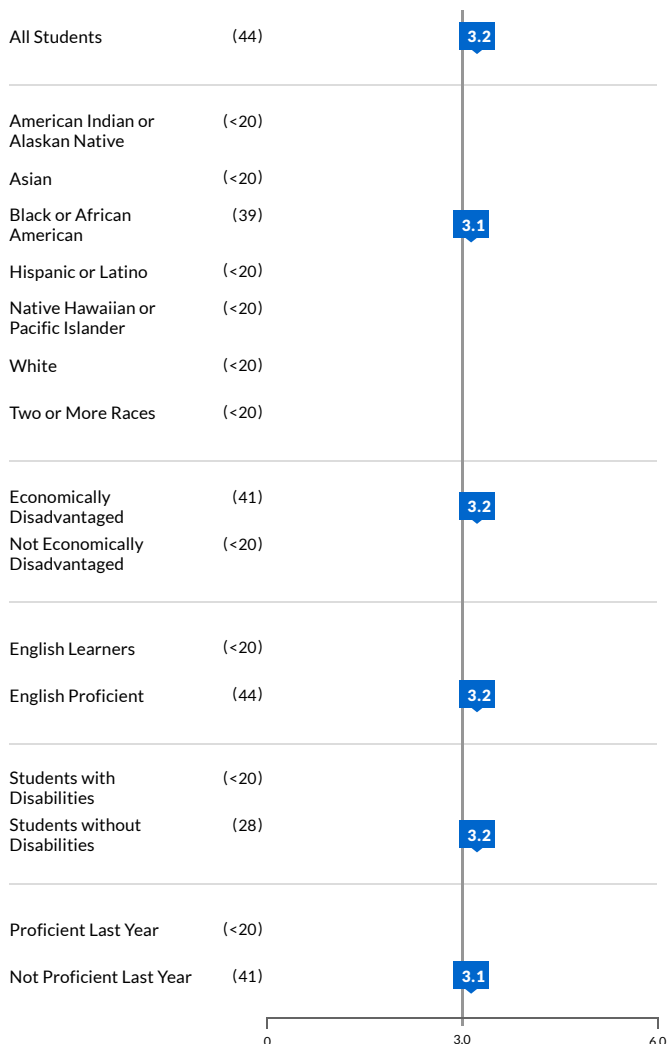 All Students (44) 3.2
American Indian or (<20)
Alaskan Native
Asian (<20)
Black or African (39) 3.1
American
Hispanic or Latino (<20)
Native Hawaiian or (<20)
Pacific Islander
White (<20)
Two or More Races (<20)
Economically (41) 3.2
Disadvantaged
Not Economically (<20)
Disadvantaged
English Learners (<20)
English Proficient (44) 3.2
Students with (<20)
Disabilities
Students without (28) 3.2
Disabilities
Proficient Last Year (<20)
Not Proficient Last Year (41) 3.1
0 3.0 6.0